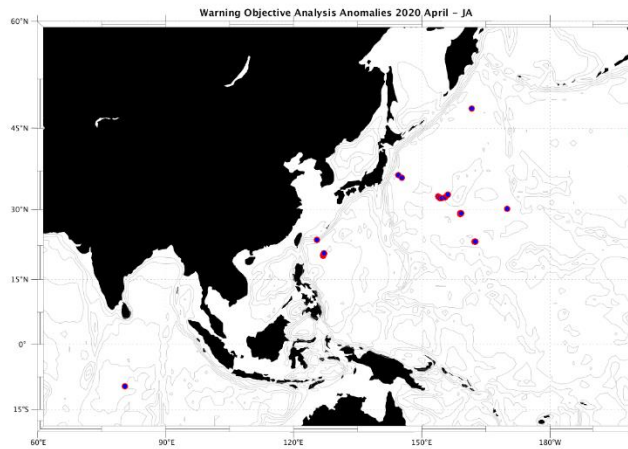 Warning Objective Analysis Anomalies 2020 April - JA
60°N
45°N
30°N
15°N
0°
15°S
60°E
90°E
120°E
150°E
180°W